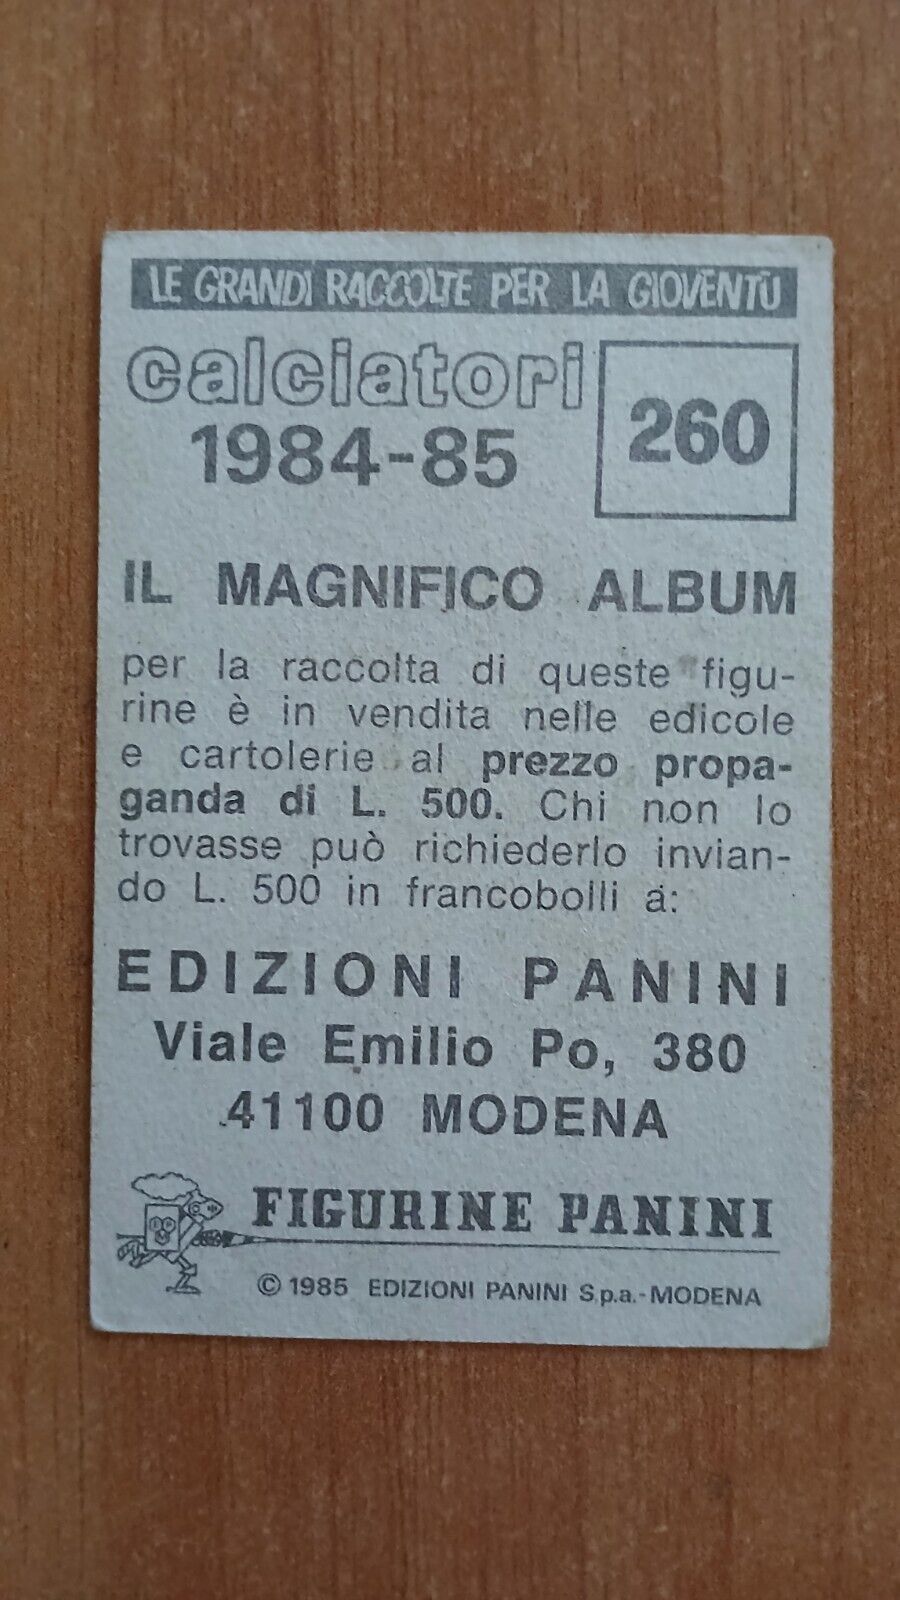 LE GRANDI RACCOLTE PER LA GIOVENTÙ
calciatori
1984-85
260
IL MAGNIFICO ALBUM
per la raccolta di queste figu-
rine è in vendita nelle edicole
e cartolerie al prezzo propa-
ganda di L. 500. Chi non lo
trovasse può richiederlo invian-
do L. 500 in francobolli a:
EDIZIONI PANINI
Viale Emilio Po, 380
41100 MODENA
FIGURINE PANINI
© 1985 EDIZIONI PANINI S.p.a.-MODENA